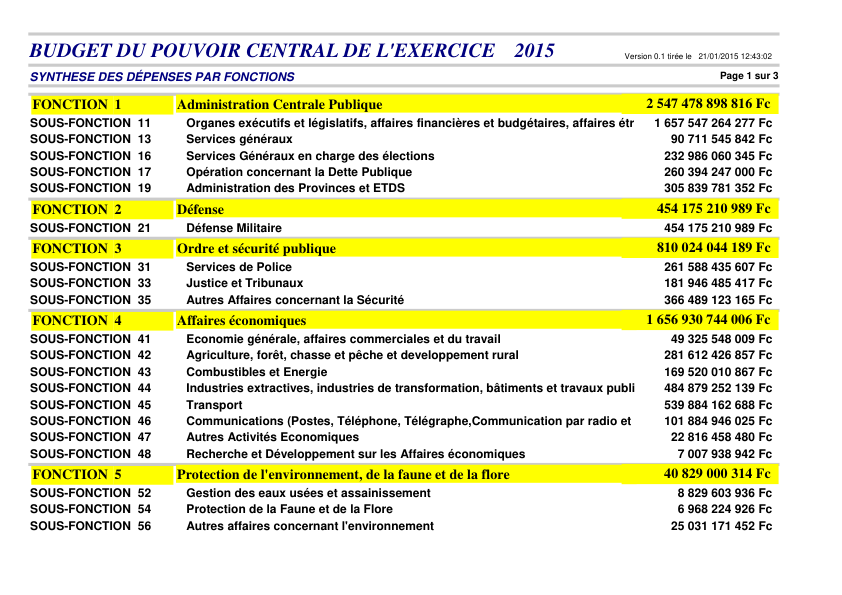 BUDGET DU POUVOIR CENTRAL DE L'EXERCICE 2015 Version 0.1 tirée le 21/01/2015 12:43:02
SYNTHESE DES DÉPENSES PAR FONCTIONS Page 1 sur 3
FONCTION 1 Administration Centrale Publique 2 547 478 898 816 Fc
SOUS-FONCTION 11 Organes exécutifs et législatifs, affaires financières et budgétaires, affaires étr 1 657 547 264 277 Fc
SOUS-FONCTION 13 Services généraux 90 711 545 842 Fc
SOUS-FONCTION 16 Services Généraux en charge des élections 232 986 060 345 Fc
SOUS-FONCTION 17 Opération concernant la Dette Publique 260 394 247 000 Fc
SOUS-FONCTION 19 Administration des Provinces et ETDS 305 839 781 352 Fc
FONCTION 2 Défense 454 175 210 989 Fc
SOUS-FONCTION 21 Défense Militaire 454 175 210 989 Fc
FONCTION 3 Ordre et sécurité publique 810 024 044 189 Fc
SOUS-FONCTION 31 Services de Police 261 588 435 607 Fc
SOUS-FONCTION 33 Justice et Tribunaux 181 946 485 417 Fc
SOUS-FONCTION 35 Autres Affaires concernant la Sécurité 366 489 123 165 Fc
FONCTION 4 Affaires économiques 1 656 930 744 006 Fc
SOUS-FONCTION 41 Economie générale, affaires commerciales et du travail 49 325 548 009 Fc
SOUS-FONCTION 42 Agriculture, forêt, chasse et pêche et developpement rural 281 612 426 857 Fc
SOUS-FONCTION 43 Combustibles et Energie 169 520 010 867 Fc
SOUS-FONCTION 44 Industries extractives, industries de transformation, bâtiments et travaux publi 484 879 252 139 Fc
SOUS-FONCTION 45 Transport 539 884 162 688 Fc
SOUS-FONCTION 46 Communications (Postes, Téléphone, Télégraphe,Communication par radio et 101 884 946 025 Fc
SOUS-FONCTION 47 Autres Activités Economiques 22 816 458 480 Fc
SOUS-FONCTION 48 Recherche et Développement sur les Affaires économiques 7 007 938 942 Fc
FONCTION 5 Protection de l'environnement, de la faune et de la flore 40 829 000 314 Fc
SOUS-FONCTION 52 Gestion des eaux usées et assainissement 8 829 603 936 Fc
SOUS-FONCTION 54 Protection de la Faune et de la Flore 6 968 224 926 Fc
SOUS-FONCTION 56 Autres affaires concernant l'environnement 25 031 171 452 Fc